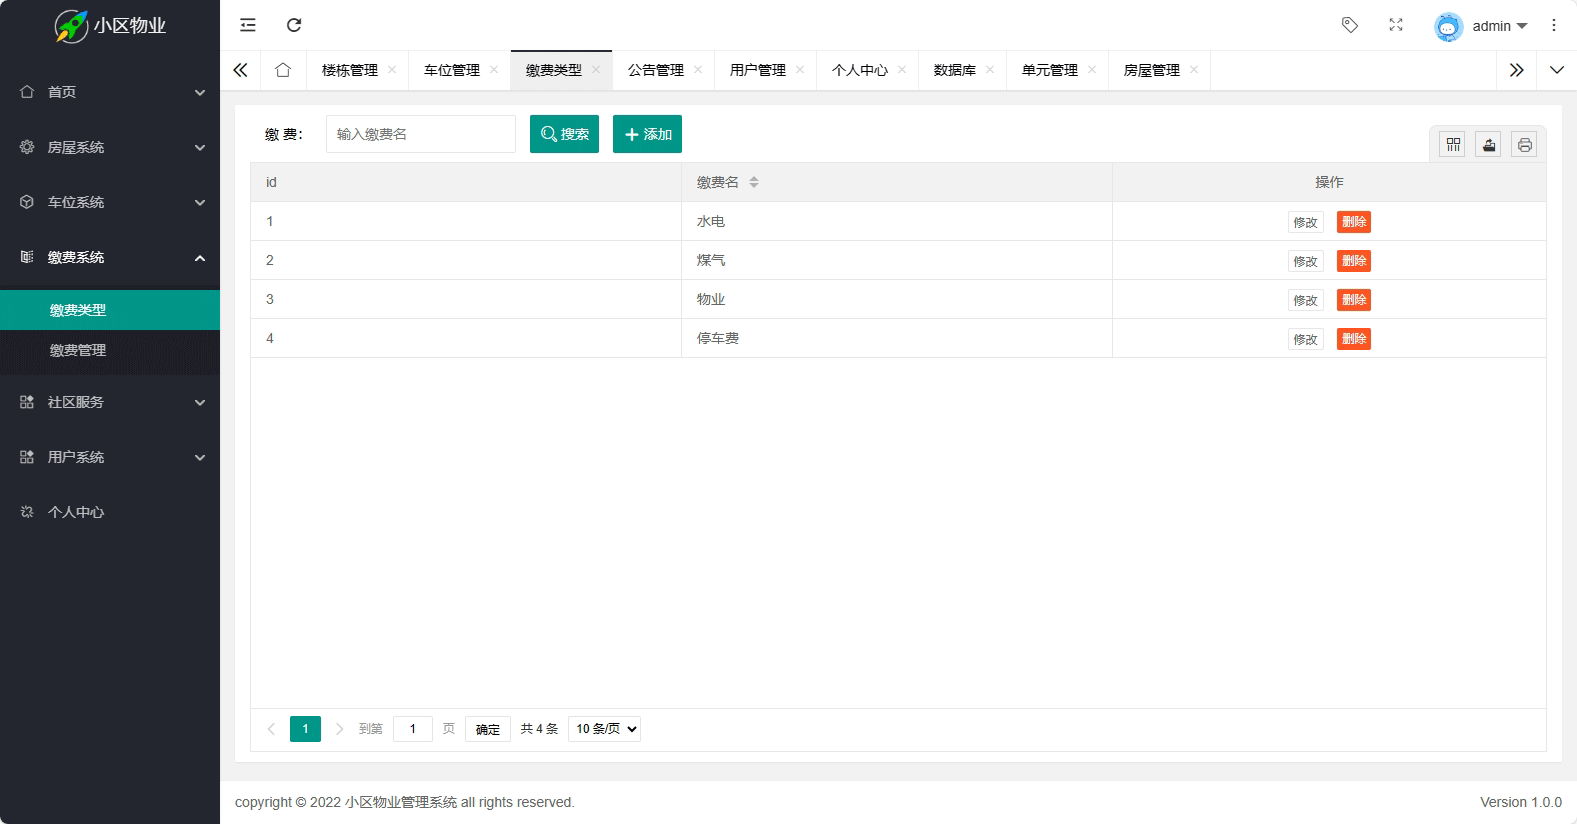 小区物业
首页
房屋系统
车位系统
缴费系统
缴费类型
缴费管理
社区服务
用户系统
个人中心
admin
楼栋管理 车位管理 缴费类型 公告管理 用户管理 个人中心 数据库 单元管理 房屋管理
缴 费： 输入缴费名 搜索 添加
id 缴费名 操作
1 水电 修改 删除
2 煤气 修改 删除
3 物业 修改 删除
4 停车费 修改 删除
1 到第 1 页 确定 共 4 条 10 条/页
copyright © 2022 小区物业管理系统 all rights reserved. Version 1.0.0